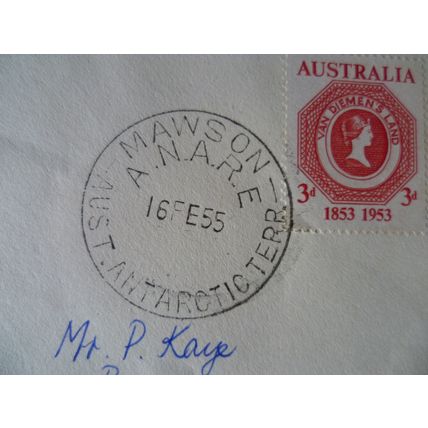 AUSTRALIA
VAN DIEMEN'S LAND
3d 3d
1853 1953
MAWSON
A.N.A.R.E
16FE55
AUST. ANTARCTIC TERR.
Mr. P. Kaye